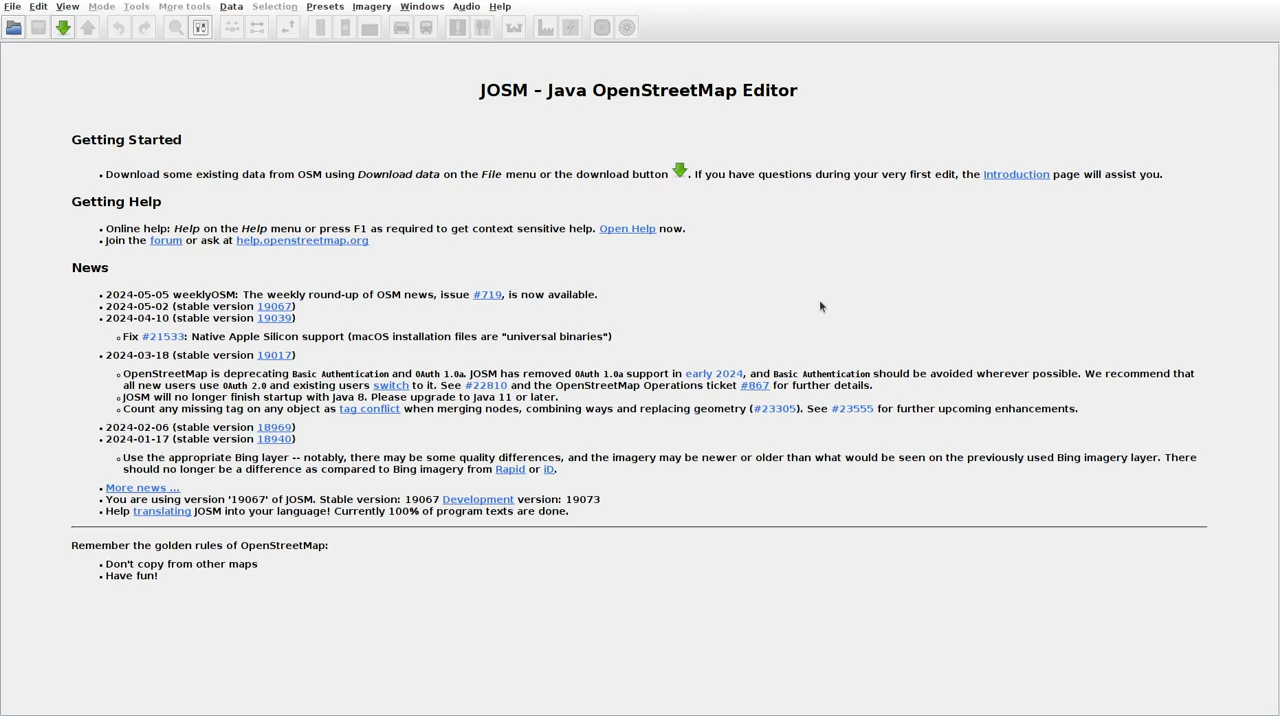 File Edit View Mode Tools More tools Data Selection Presets Imagery Windows Audio Help
JOSM – Java OpenStreetMap Editor
Getting Started
Download some existing data from OSM using Download data on the File menu or the download button . If you have questions during your very first edit, the Introduction page will assist you.
Getting Help
Online help: Help on the Help menu or press F1 as required to get context sensitive help. Open Help now.
Join the forum or ask at help.openstreetmap.org
News
2024-05-05 weeklyOSM: The weekly round-up of OSM news, issue #719, is now available.
2024-05-02 (stable version 19067)
2024-04-10 (stable version 19039)
Fix #21533: Native Apple Silicon support (macOS installation files are "universal binaries")
2024-03-18 (stable version 19017)
OpenStreetMap is deprecating Basic Authentication and OAuth 1.0a. JOSM has removed OAuth 1.0a support in early 2024, and Basic Authentication should be avoided wherever possible. We recommend that
all new users use OAuth 2.0 and existing users switch to it. See #22810 and the OpenStreetMap Operations ticket #867 for further details.
JOSM will no longer finish startup with Java 8. Please upgrade to Java 11 or later.
Count any missing tag on any object as tag conflict when merging nodes, combining ways and replacing geometry (#23305). See #23555 for further upcoming enhancements.
2024-02-06 (stable version 18969)
2024-01-17 (stable version 18940)
Use the appropriate Bing layer -- notably, there may be some quality differences, and the imagery may be newer or older than what would be seen on the previously used Bing imagery layer. There
should no longer be a difference as compared to Bing imagery from Rapid or iD.
More news ...
You are using version '19067' of JOSM. Stable version: 19067 Development version: 19073
Help translating JOSM into your language! Currently 100% of program texts are done.
Remember the golden rules of OpenStreetMap:
Don't copy from other maps
Have fun!